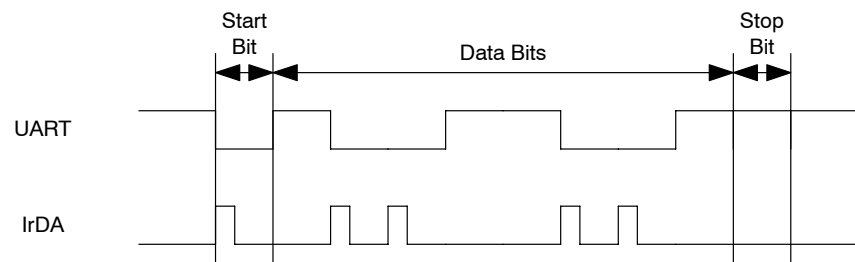 Start
Bit
Data Bits
Stop
Bit
UART
IrDA